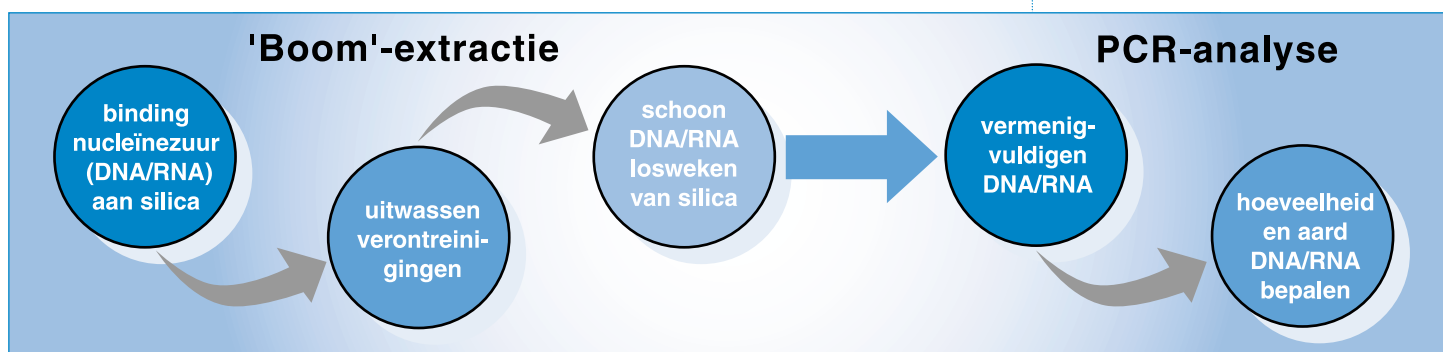 'Boom'-extractie
binding
nucleïnezuur
(DNA/RNA)
aan silica
uitwassen
verontreini-
gingen
schoon
DNA/RNA
losweken
van silica
PCR-analyse
vermenig-
vuldigen
DNA/RNA
hoeveelheid
en aard
DNA/RNA
bepalen